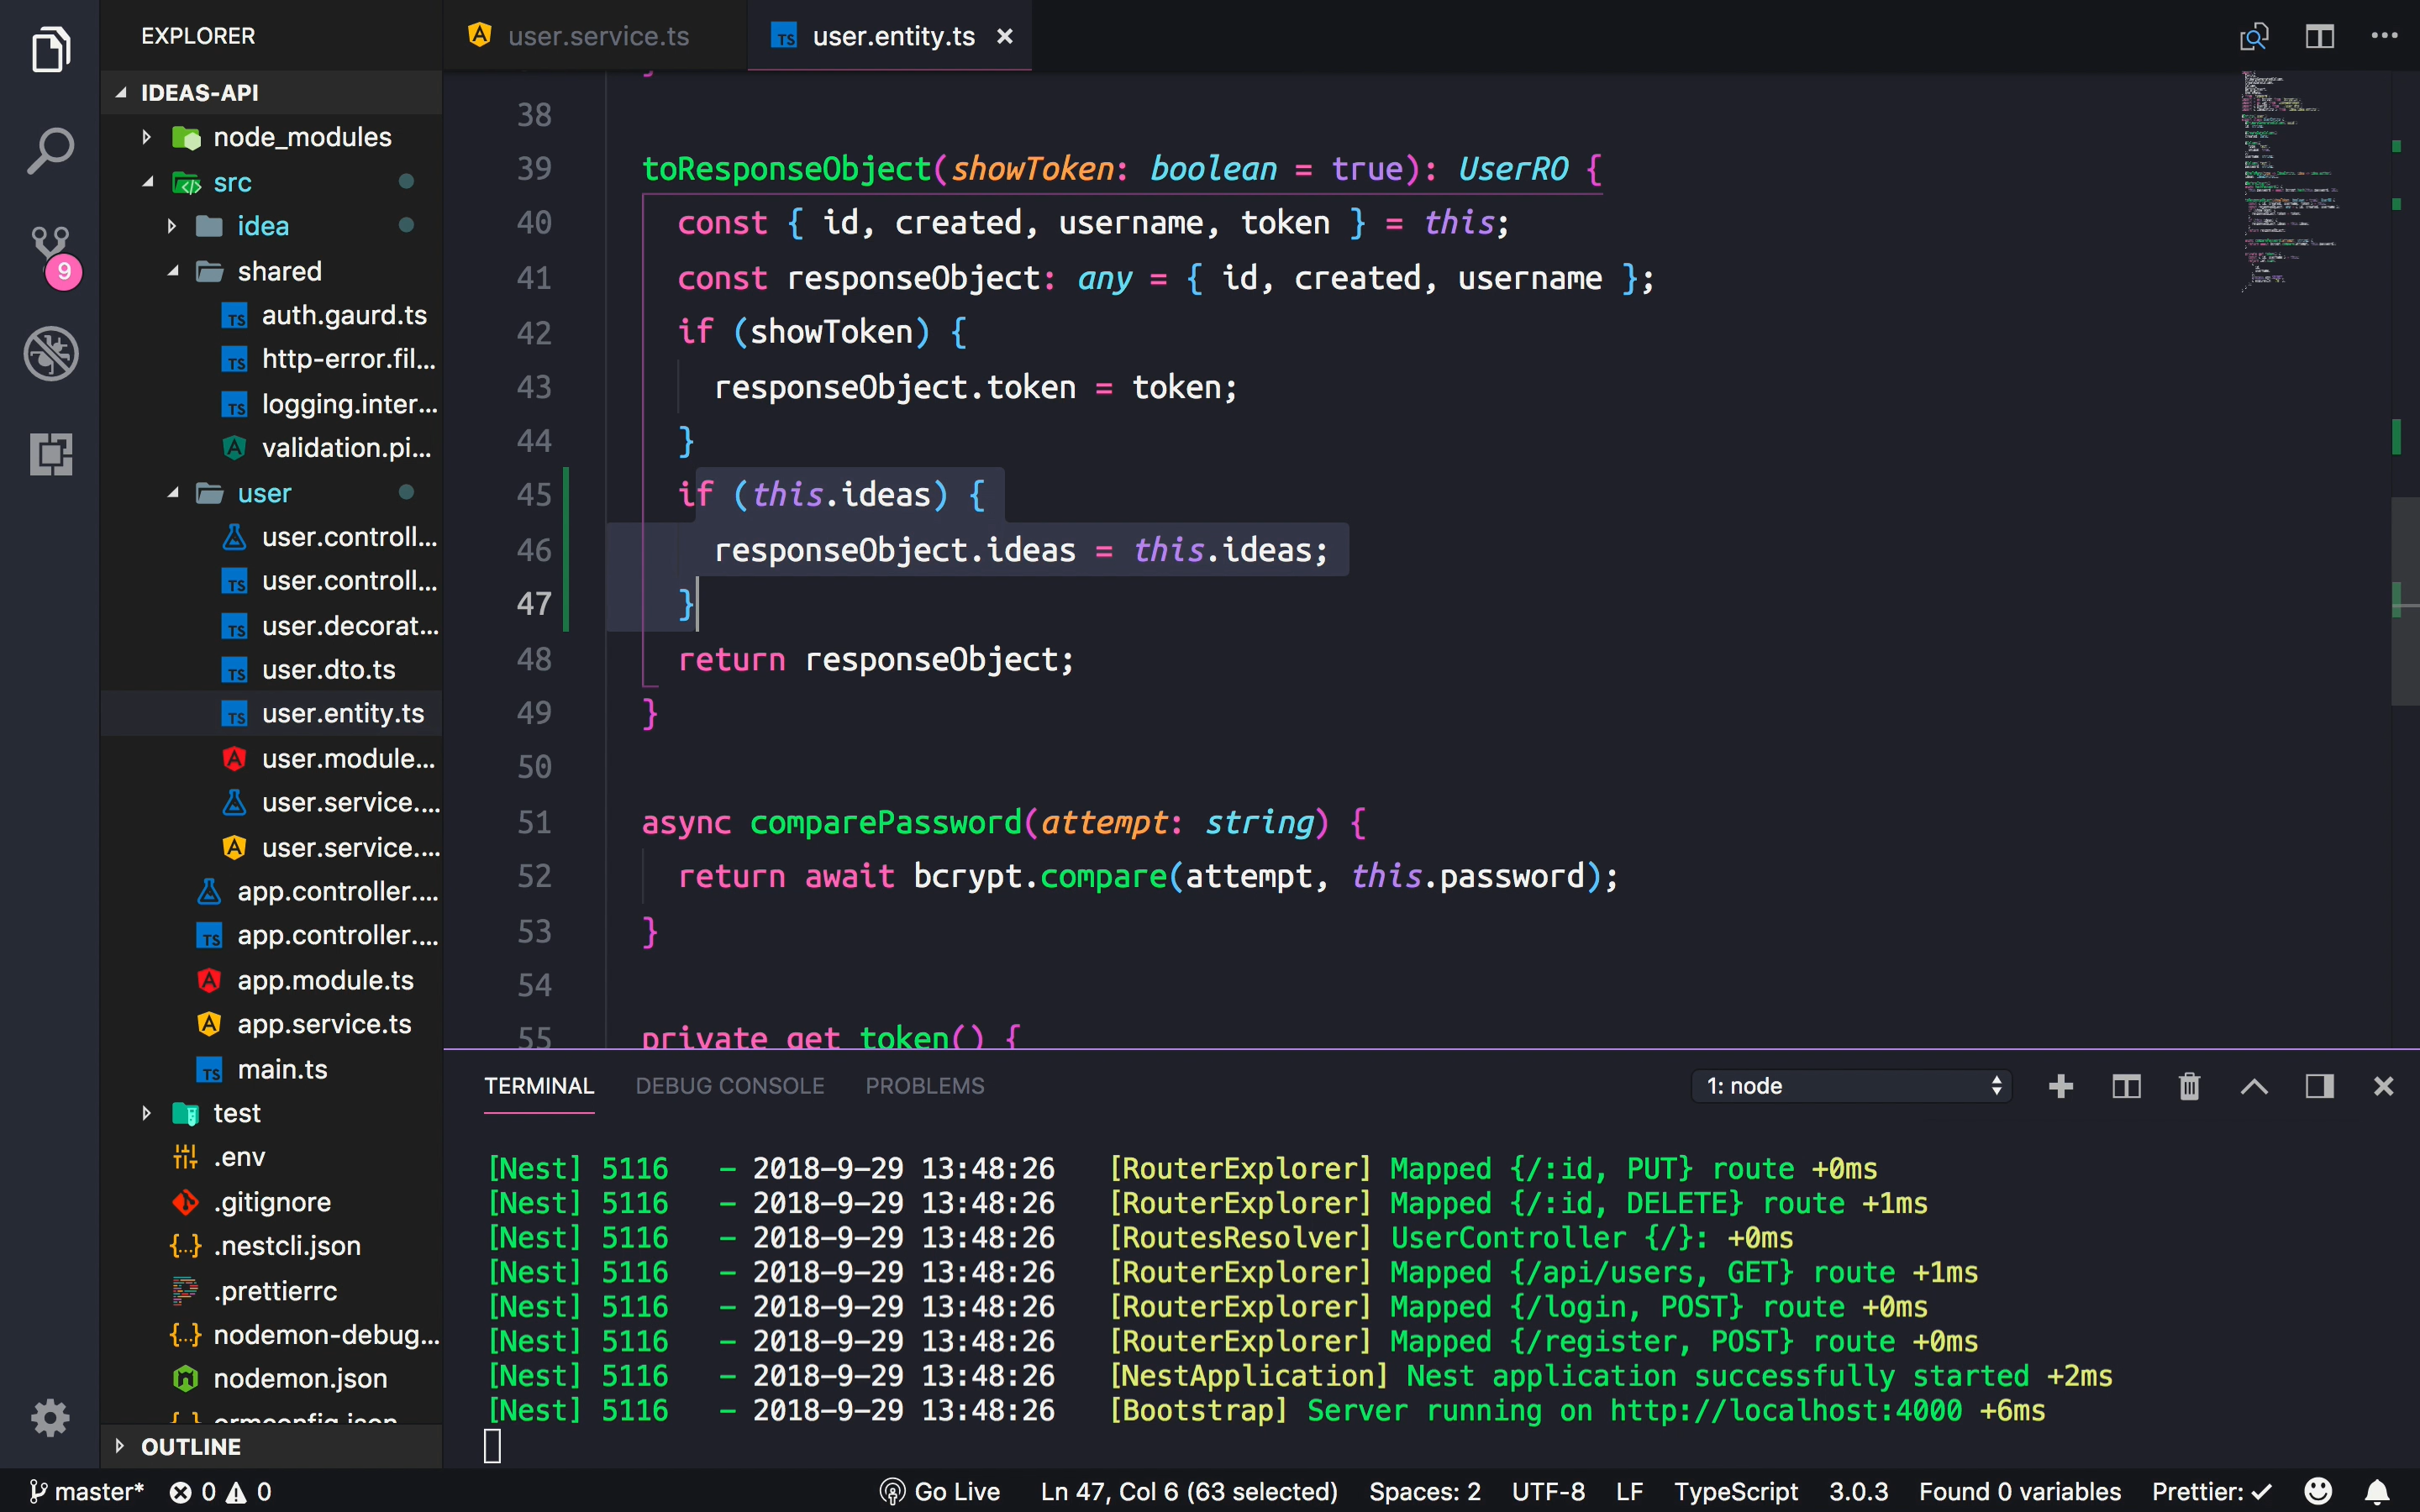 EXPLORER
user.service.ts
user.entity.ts
IDEAS-API
node_modules
src
idea
shared
auth.gaurd.ts
http-error.fil...
logging.inter...
validation.pi...
user
user.controll...
user.controll...
user.decorat...
user.dto.ts
user.entity.ts
user.module...
user.service....
user.service....
app.controller....
app.controller....
app.module.ts
app.service.ts
main.ts
test
.env
.gitignore
.nestcli.json
.prettierrc
nodemon-debug...
nodemon.json
ormconfig.json
OUTLINE
9
38
39 toResponseObject(showToken: boolean = true): UserRO {
40 const { id, created, username, token } = this;
41 const responseObject: any = { id, created, username };
42 if (showToken) {
43 responseObject.token = token;
44 }
45 if (this.ideas) {
46 responseObject.ideas = this.ideas;
47 }
48 return responseObject;
49 }
50
51 async comparePassword(attempt: string) {
52 return await bcrypt.compare(attempt, this.password);
53 }
54
55 private get token() {
TERMINAL DEBUG CONSOLE PROBLEMS 1: node
[Nest] 5116 - 2018-9-29 13:48:26 [RouterExplorer] Mapped {/:id, PUT} route +0ms
[Nest] 5116 - 2018-9-29 13:48:26 [RouterExplorer] Mapped {/:id, DELETE} route +1ms
[Nest] 5116 - 2018-9-29 13:48:26 [RoutesResolver] UserController {/}: +0ms
[Nest] 5116 - 2018-9-29 13:48:26 [RouterExplorer] Mapped {/api/users, GET} route +1ms
[Nest] 5116 - 2018-9-29 13:48:26 [RouterExplorer] Mapped {/login, POST} route +0ms
[Nest] 5116 - 2018-9-29 13:48:26 [RouterExplorer] Mapped {/register, POST} route +0ms
[Nest] 5116 - 2018-9-29 13:48:26 [NestApplication] Nest application successfully started +2ms
[Nest] 5116 - 2018-9-29 13:48:26 [Bootstrap] Server running on http://localhost:4000 +6ms
master* 0 0 Go Live Ln 47, Col 6 (63 selected) Spaces: 2 UTF-8 LF TypeScript 3.0.3 Found 0 variables Prettier: ✓